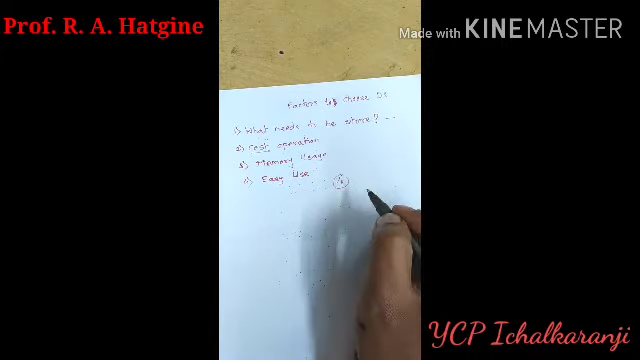 Prof. R. A. Hatgine
Made with KINEMASTER
Factors to choose DS
1) What needs to be store? ...
2) Cost operation
3) Memory Usage
4) Easy Use
YCP Ichalkaranji